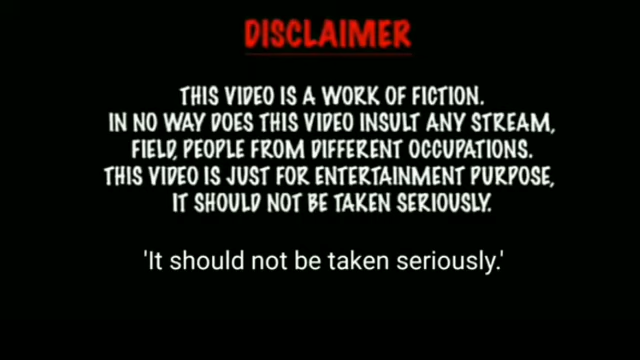 DISCLAIMER
THIS VIDEO IS A WORK OF FICTION.
IN NO WAY DOES THIS VIDEO INSULT ANY STREAM,
FIELD, PEOPLE FROM DIFFERENT OCCUPATIONS.
THIS VIDEO IS JUST FOR ENTERTAINMENT PURPOSE,
IT SHOULD NOT BE TAKEN SERIOUSLY.
'It should not be taken seriously.'